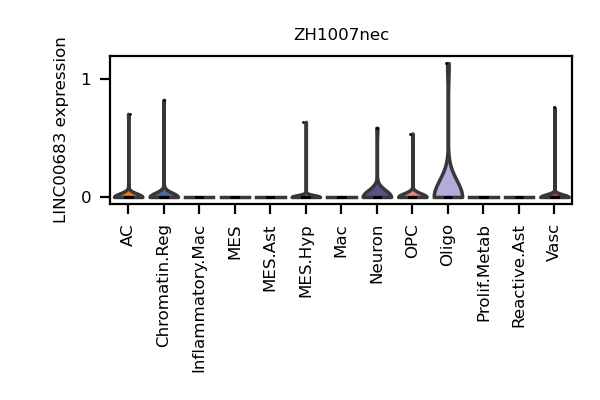 ZH1007nec
LINC00683 expression
1
0
AC
Chromatin.Reg
Inflammatory.Mac
MES
MES.Ast
MES.Hyp
Mac
Neuron
OPC
Oligo
Prolif.Metab
Reactive.Ast
Vasc